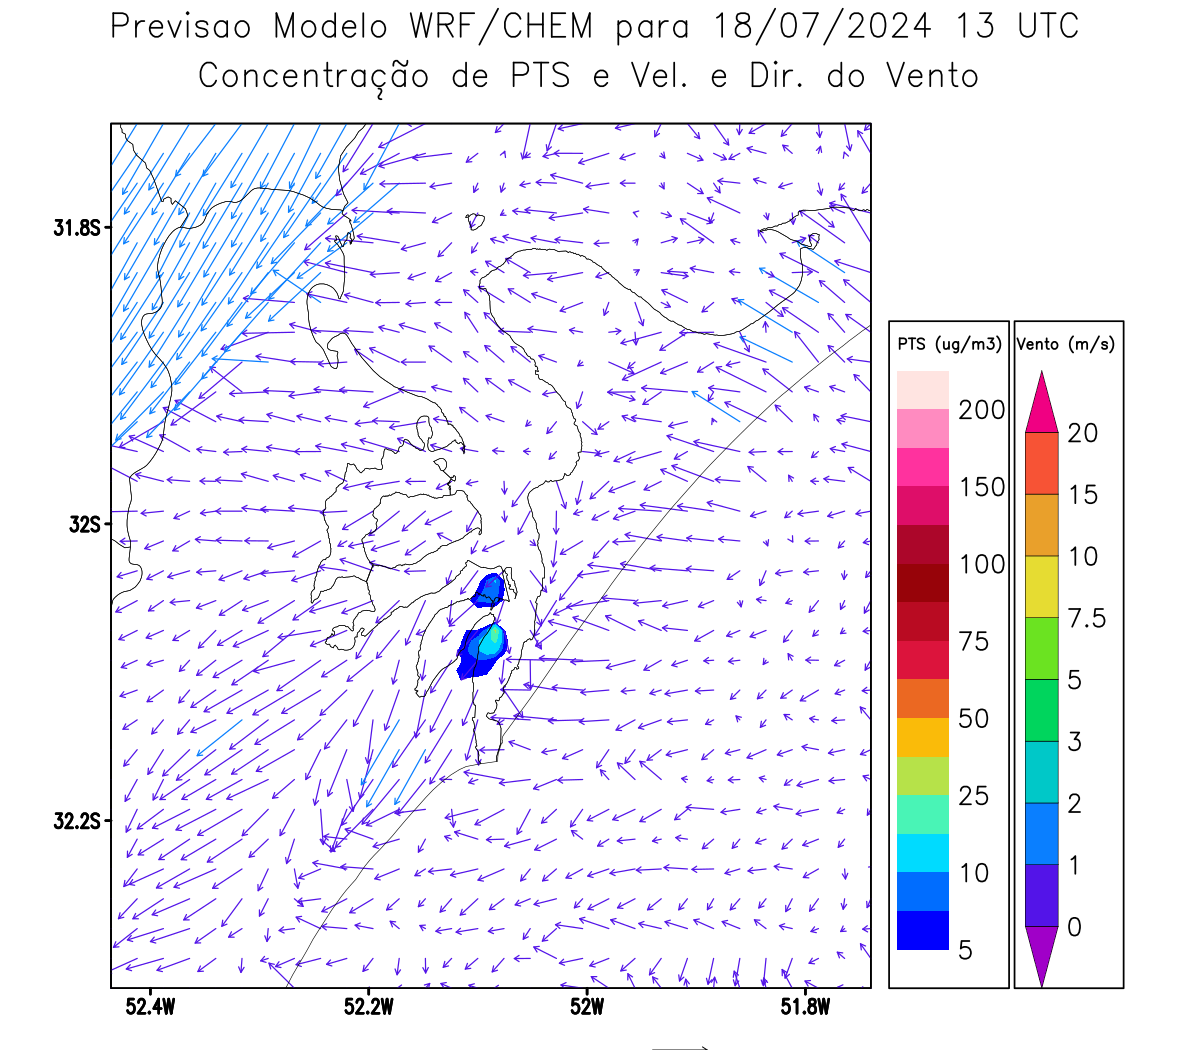 Previsao Modelo WRF/CHEM para 18/07/2024 13 UTC
Concentração de PTS e Vel. e Dir. do Vento
31.8S
32S
32.2S
52.4W
52.2W
52W
51.8W
PTS (ug/m3)
200
150
100
75
50
25
10
5
Vento (m/s)
20
15
10
7.5
5
3
2
1
0